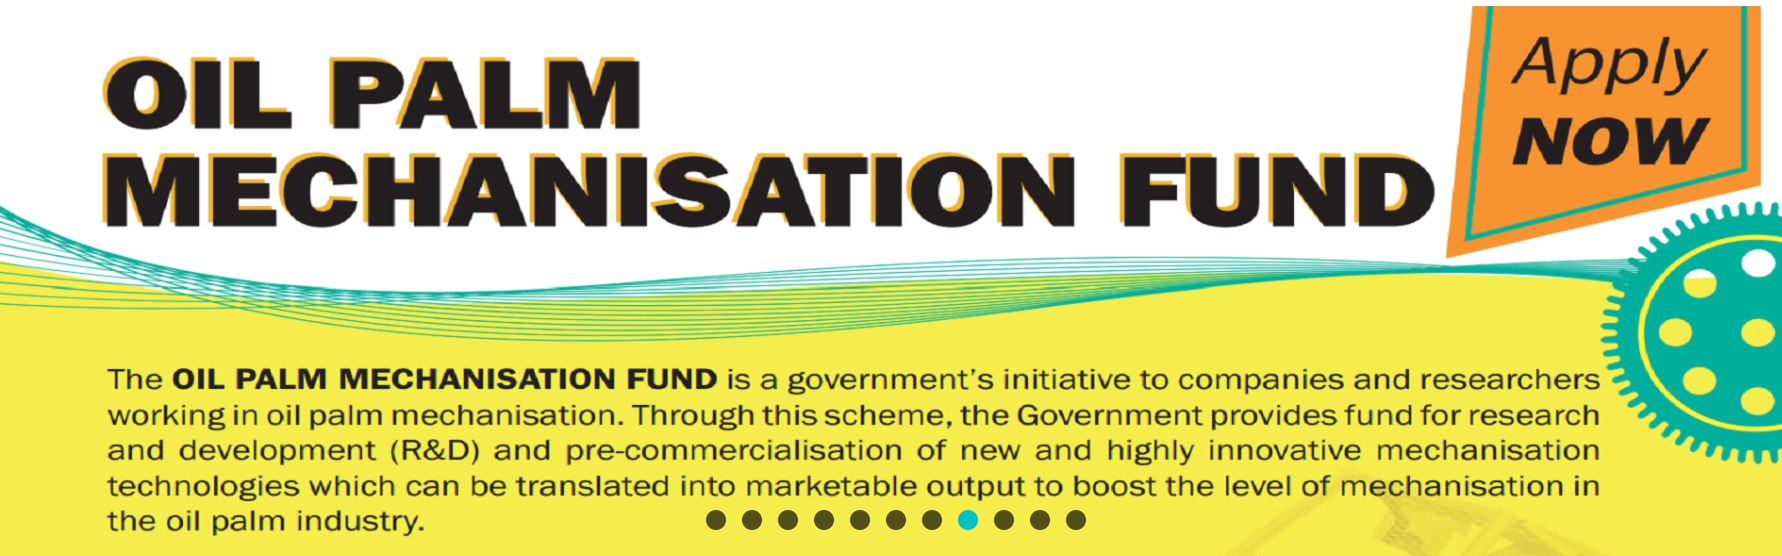 OIL PALM
MECHANISATION FUND
Apply
NOW
The OIL PALM MECHANISATION FUND is a government's initiative to companies and researchers
working in oil palm mechanisation. Through this scheme, the Government provides fund for research
and development (R&D) and pre-commercialisation of new and highly innovative mechanisation
technologies which can be translated into marketable output to boost the level of mechanisation in
the oil palm industry.